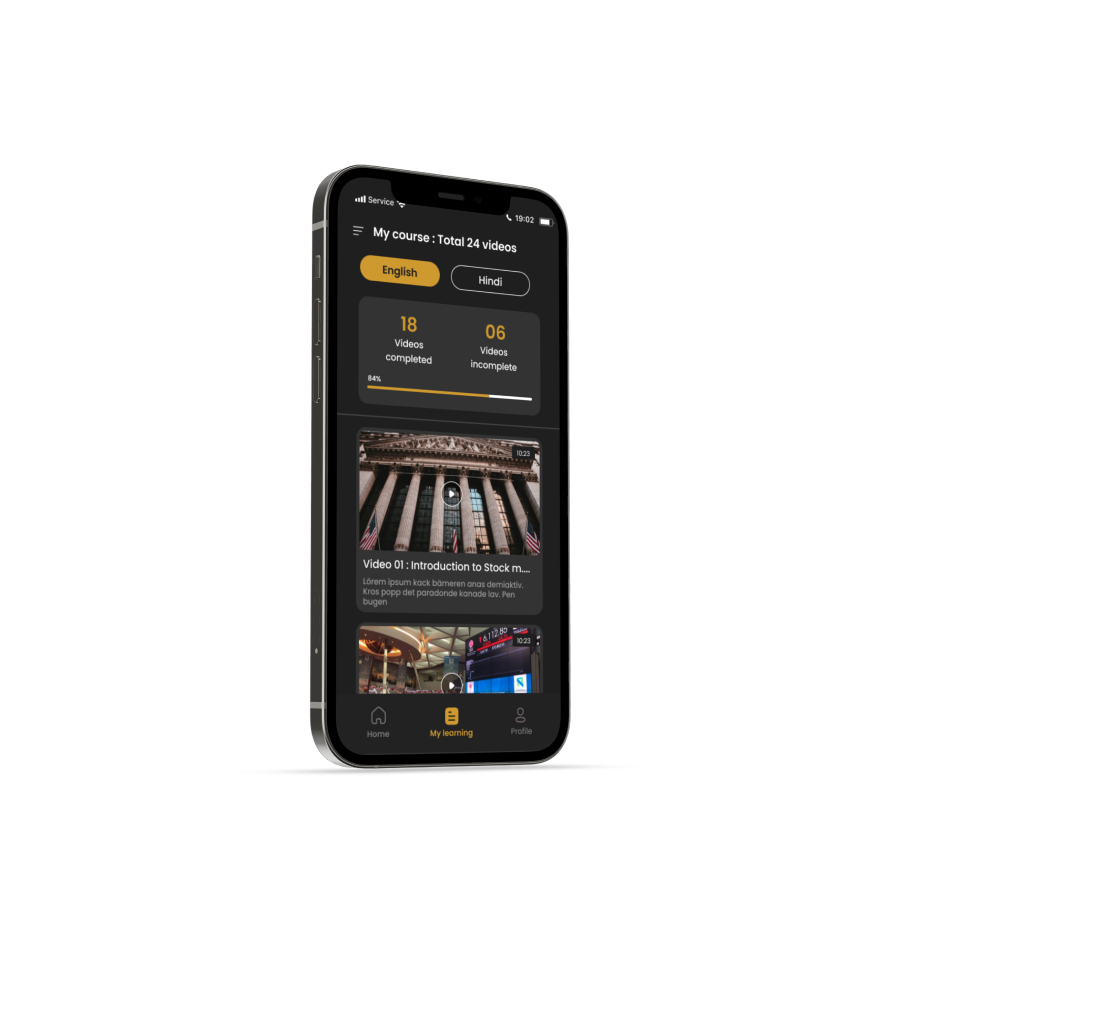 Service
19:02
My course : Total 24 videos
English
Hindi
18
06
Videos
completed
Videos
incomplete
84%
10:23
Video 01 : Introduction to Stock m....
Lörem ipsum kack bämeren anas demiaktiv.
Kros popp det paradonde kanade lav. Pen
bugen
6,112.85
10:23
Home
My learning
Profile